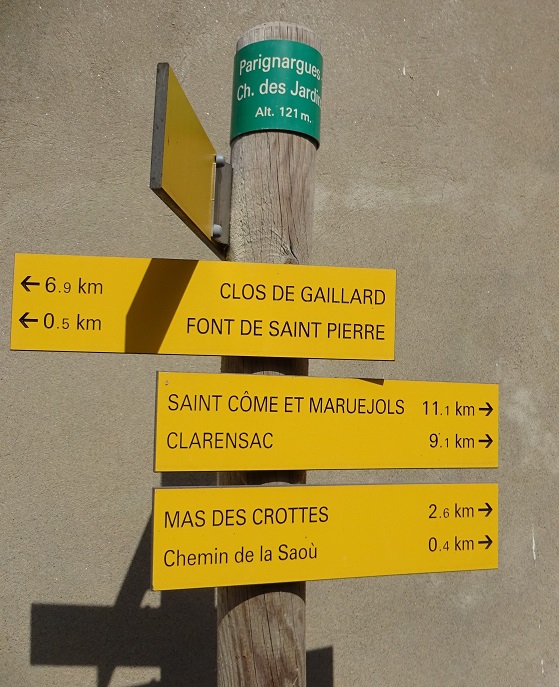 Parignargues
Ch. des Jardin
Alt. 121 m.
← 6.9 km CLOS DE GAILLARD
← 0.5 km FONT DE SAINT PIERRE
SAINT CÔME ET MARUEJOLS 11.1 km →
CLARENSAC 9.1 km →
MAS DES CROTTES 2.6 km →
Chemin de la Saoù 0.4 km →